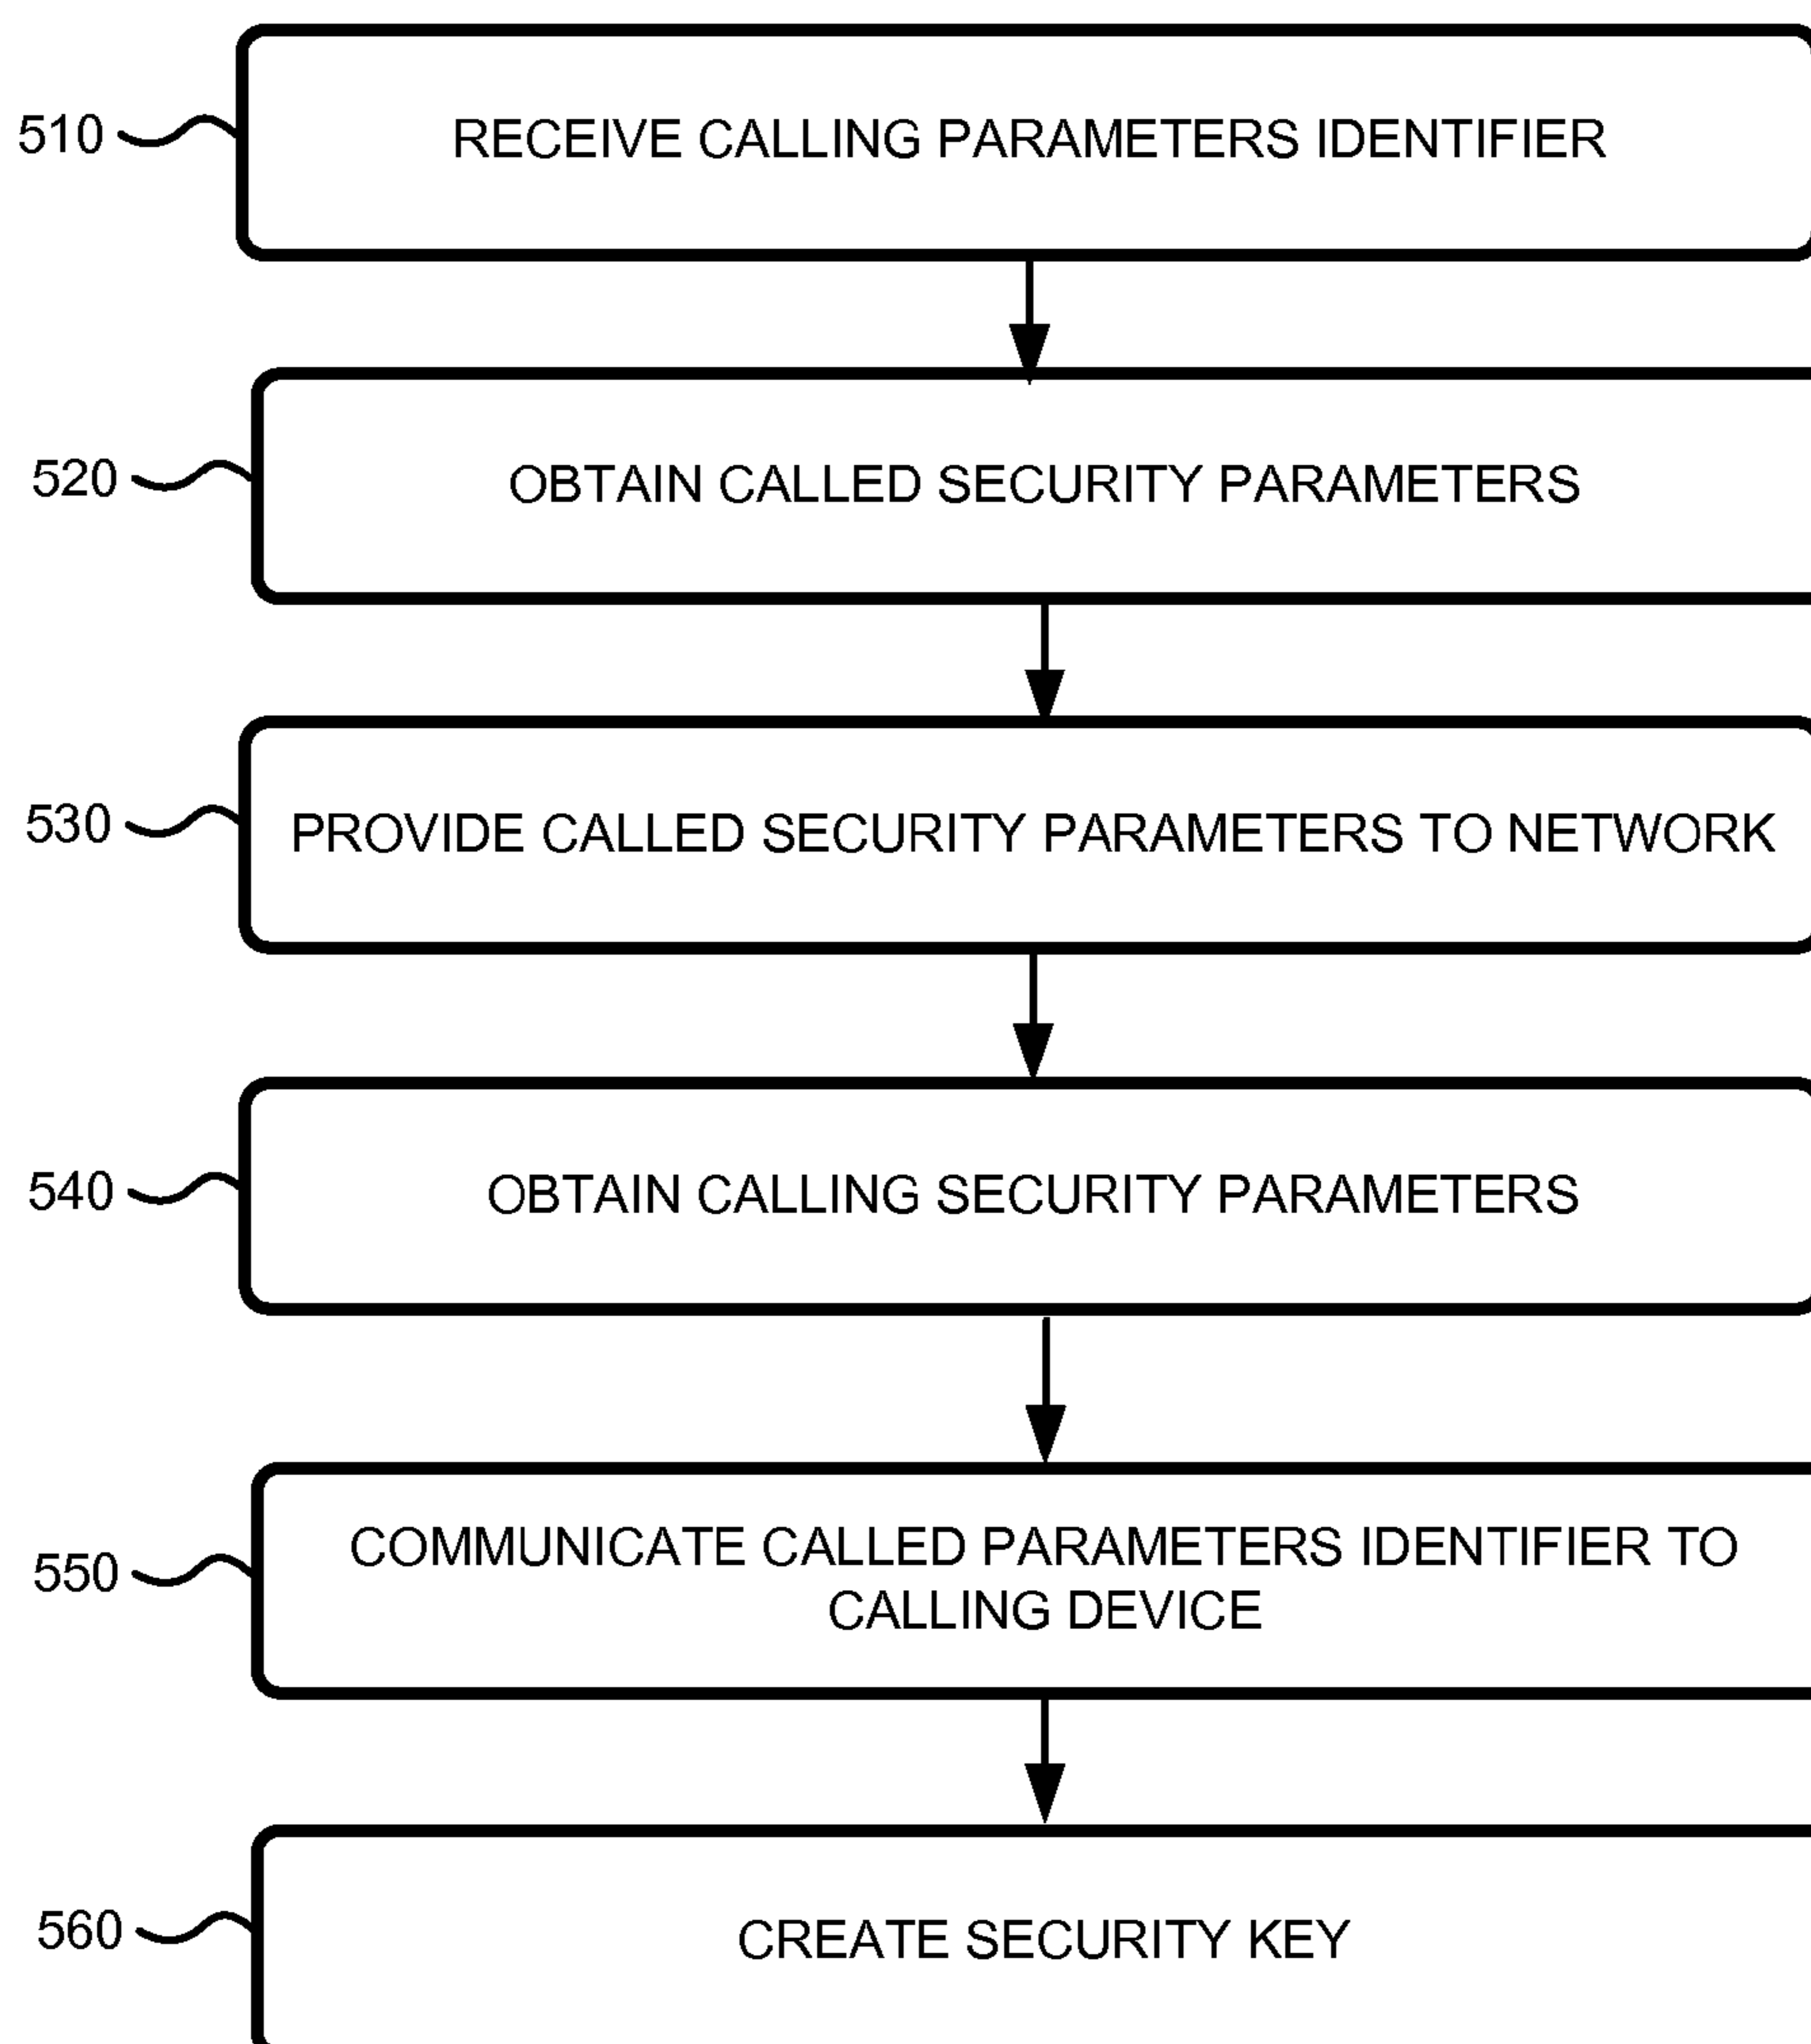 510 RECEIVE CALLING PARAMETERS IDENTIFIER
520 OBTAIN CALLED SECURITY PARAMETERS
530 PROVIDE CALLED SECURITY PARAMETERS TO NETWORK
540 OBTAIN CALLING SECURITY PARAMETERS
550 COMMUNICATE CALLED PARAMETERS IDENTIFIER TO
CALLING DEVICE
560 CREATE SECURITY KEY